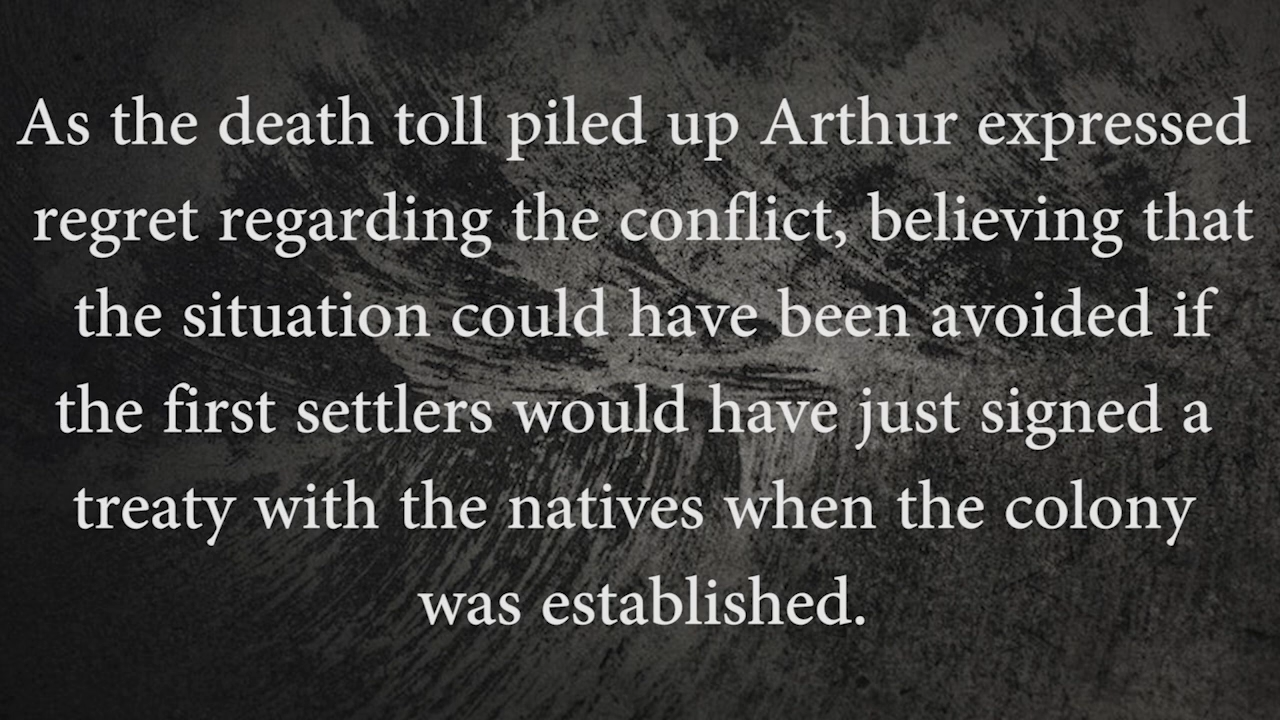 As the death toll piled up Arthur expressed
regret regarding the conflict, believing that
the situation could have been avoided if
the first settlers would have just signed a
treaty with the natives when the colony
was established.